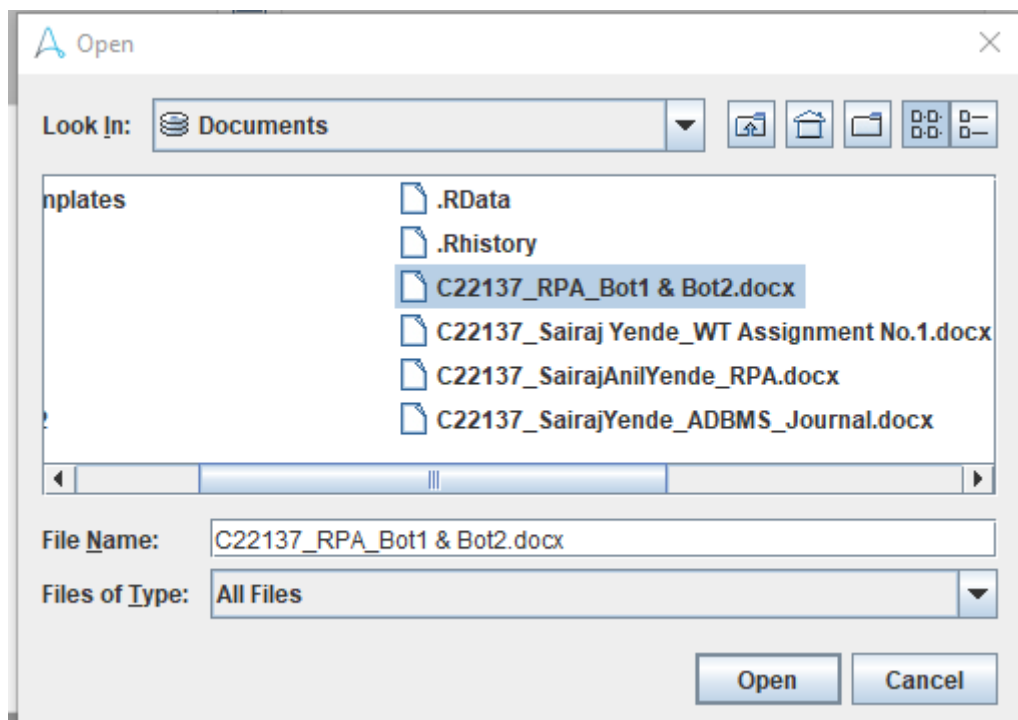 Open
Look In: Documents
nplates
.RData
.Rhistory
C22137_RPA_Bot1 & Bot2.docx
C22137_Sairaj Yende_WT Assignment No.1.docx
C22137_SairajAnilYende_RPA.docx
C22137_SairajYende_ADBMS_Journal.docx
File Name: C22137_RPA_Bot1 & Bot2.docx
Files of Type: All Files
Open Cancel